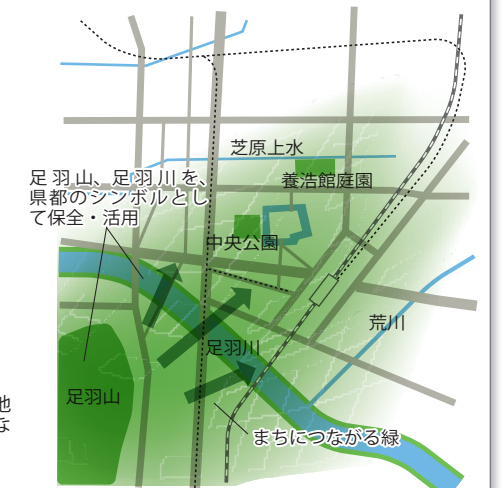 芝原上水
足羽山、足羽川を、
県都のシンボルとし
て保全・活用
養浩館庭園
中央公園
荒川
足羽川
足羽山
地
な
まちにつながる緑